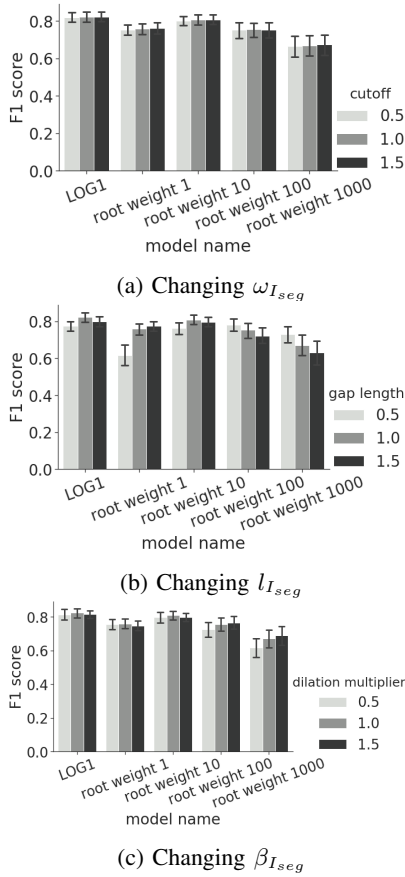 0.8
0.6
0.4
0.2
0.0
F1 score
LOG1
root weight 1
root weight 10
root weight 100
root weight 1000
model name
cutoff
0.5
1.0
1.5
(a) Changing ω_{I_{seg}}
0.8
0.6
0.4
0.2
0.0
F1 score
LOG1
root weight 1
root weight 10
root weight 100
root weight 1000
model name
gap length
0.5
1.0
1.5
(b) Changing l_{I_{seg}}
0.8
0.6
0.4
0.2
0.0
F1 score
LOG1
root weight 1
root weight 10
root weight 100
root weight 1000
model name
dilation multiplier
0.5
1.0
1.5
(c) Changing β_{I_{seg}}